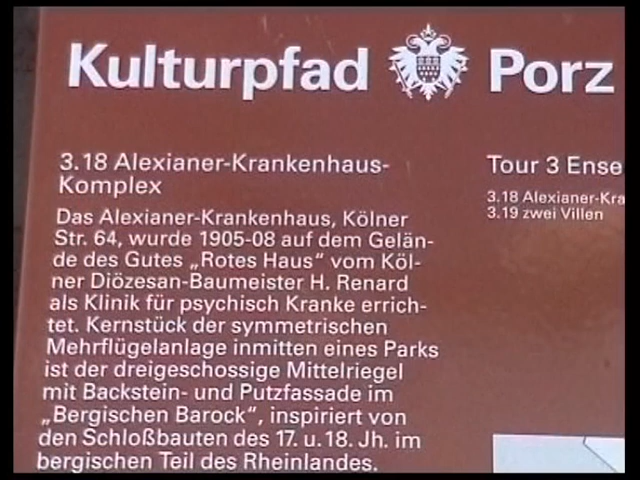 Kulturpfad Porz
3.18 Alexianer-Krankenhaus-
Komplex
Das Alexianer-Krankenhaus, Kölner
Str. 64, wurde 1905-08 auf dem Gelän-
de des Gutes „Rotes Haus“ vom Köl-
ner Diözesan-Baumeister H. Renard
als Klinik für psychisch Kranke errich-
tet. Kernstück der symmetrischen
Mehrflügelanlage inmitten eines Parks
ist der dreigeschossige Mittelriegel
mit Backstein- und Putzfassade im
„Bergischen Barock“, inspiriert von
den Schloßbauten des 17. u. 18. Jh. im
bergischen Teil des Rheinlandes.
Tour 3 Ense
3.18 Alexianer-Kra
3.19 zwei Villen